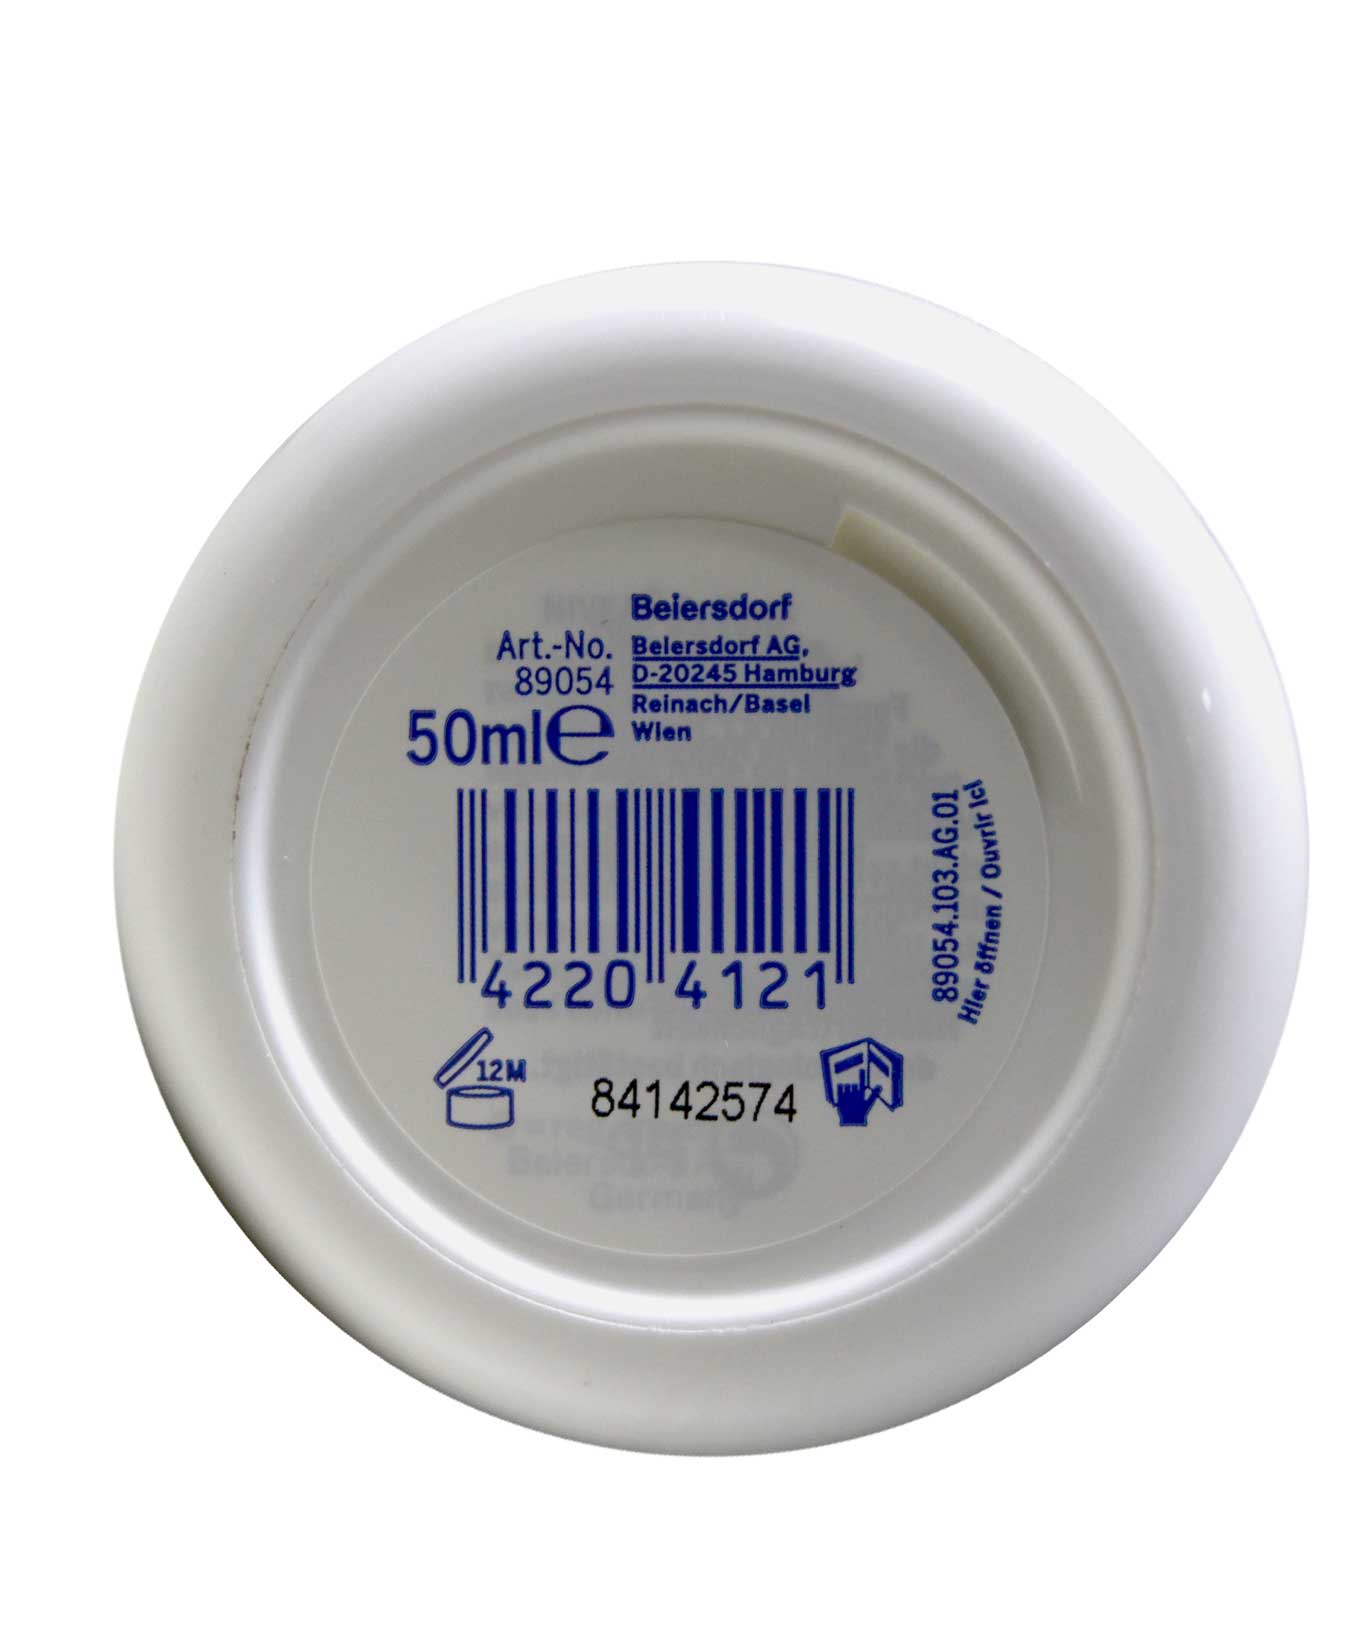 Beiersdorf
Art.-No.
89054
50ml℮
Beiersdorf AG,
D-20245 Hamburg
Reinach/Basel
Wien
4220 4121
89054.103.AG.01
Hier öffnen / Ouvrir ici
12M
84142574
Germany